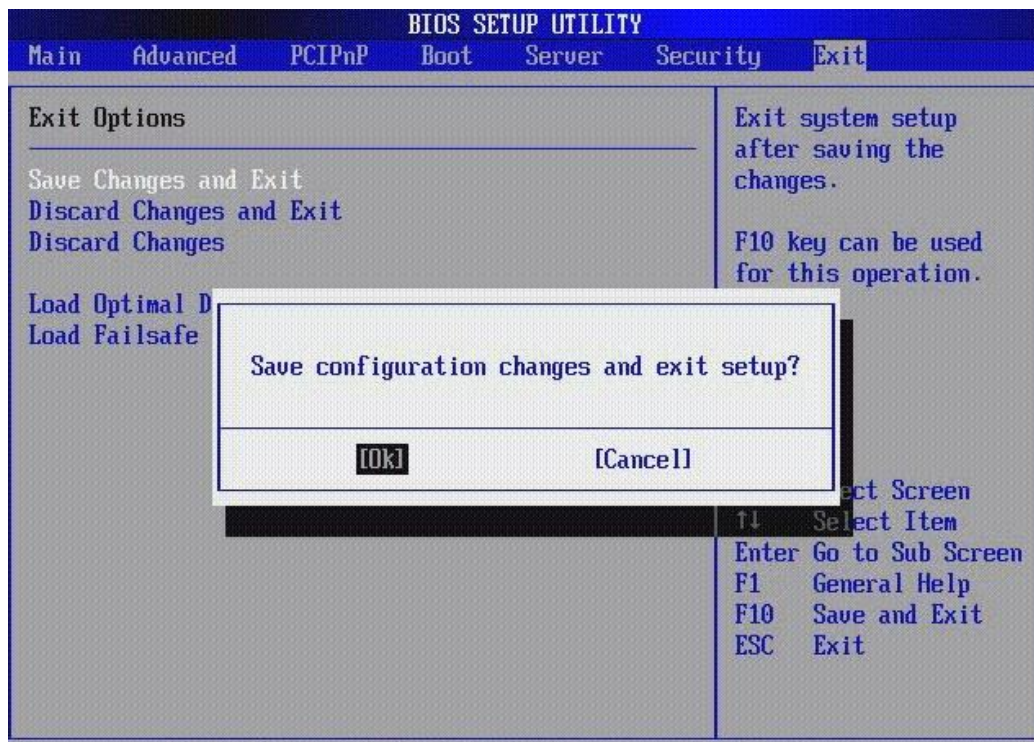 BIOS SETUP UTILITY
Main Advanced PCIPnP Boot Server Security Exit
Exit Options
Save Changes and Exit
Discard Changes and Exit
Discard Changes
Load Optimal D
Load Failsafe
Save configuration changes and exit setup?
[Ok] [Cancel]
Exit system setup
after saving the
changes.
F10 key can be used
for this operation.
ect Screen
↑↓ Select Item
Enter Go to Sub Screen
F1 General Help
F10 Save and Exit
ESC Exit